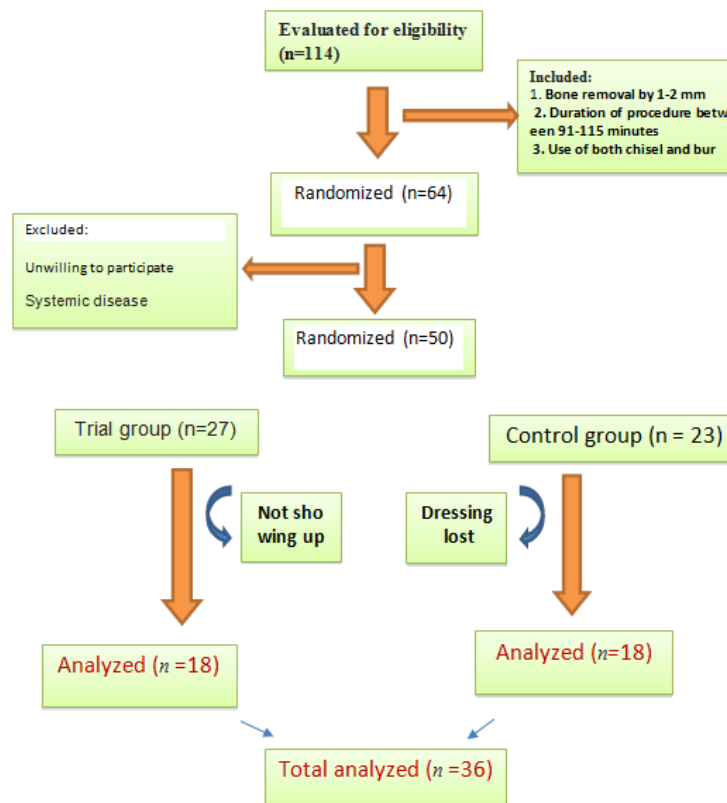 Evaluated for eligibility
(n=114)
Included:
1. Bone removal by 1-2 mm
2. Duration of procedure betw
een 91-115 minutes
3. Use of both chisel and bur
Randomized (n=64)
Excluded:
Unwilling to participate
Systemic disease
Randomized (n=50)
Trial group (n=27)
Control group (n = 23)
Not sho
wing up
Dressing
lost
Analyzed (n =18)
Analyzed (n=18)
Total analyzed (n =36)